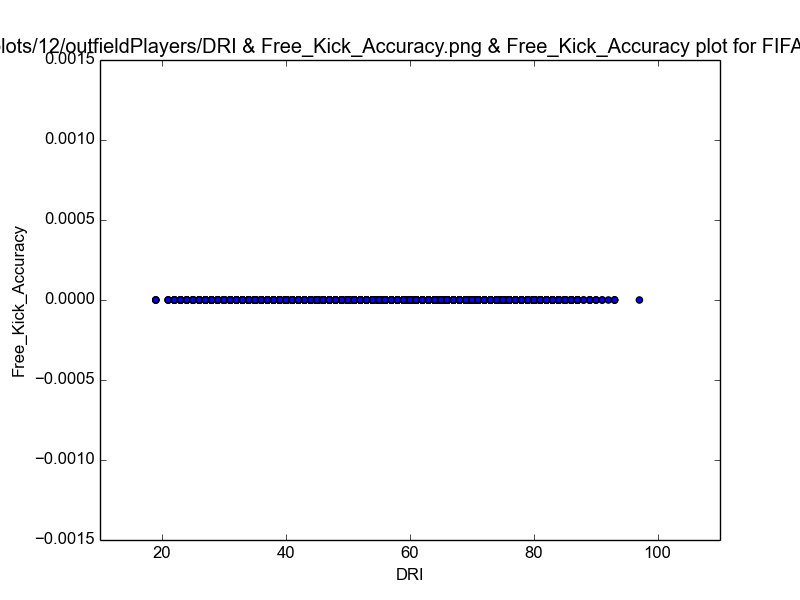 lots/12/outfieldPlayers/DRI & Free_Kick_Accuracy.png & Free_Kick_Accuracy plot for FIFA
0.0015
0.0010
0.0005
0.0000
−0.0005
−0.0010
−0.0015
Free_Kick_Accuracy
20 40 60 80 100
DRI